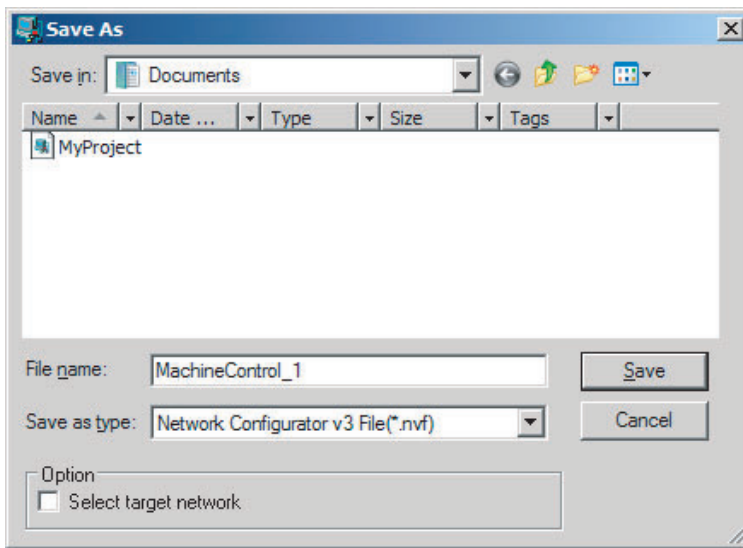 Save As
Save in: Documents
Name Date ... Type Size Tags
MyProject
File name: MachineControl_1 Save
Save as type: Network Configurator v3 File(*.nvf) Cancel
Option
Select target network